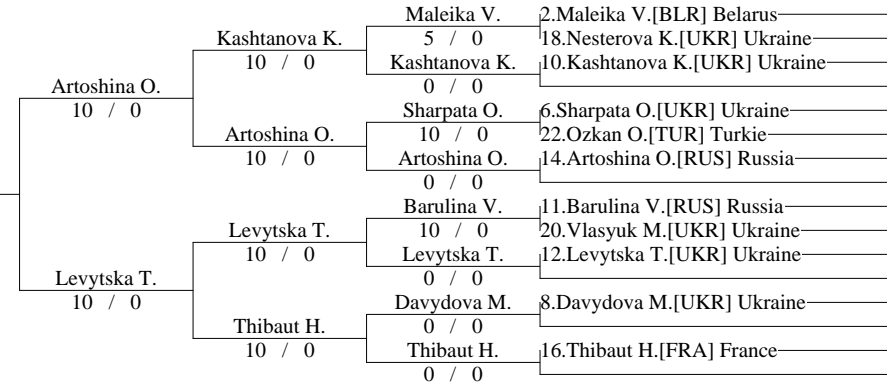 Maleika V. 2.Maleika V.[BLR] Belarus
Kashtanova K. 5 / 0 18.Nesterova K.[UKR] Ukraine
10 / 0 Kashtanova K. 10.Kashtanova K.[UKR] Ukraine
Artoshina O. 0 / 0
10 / 0 Sharpata O. 6.Sharpata O.[UKR] Ukraine
Artoshina O. 10 / 0 22.Ozkan O.[TUR] Turkie
10 / 0 Artoshina O. 14.Artoshina O.[RUS] Russia
0 / 0
Barulina V. 11.Barulina V.[RUS] Russia
Levytska T. 10 / 0 20.Vlasyuk M.[UKR] Ukraine
10 / 0 Levytska T. 12.Levytska T.[UKR] Ukraine
Levytska T. 0 / 0
10 / 0 Davydova M. 8.Davydova M.[UKR] Ukraine
Thibaut H. 0 / 0
10 / 0 Thibaut H. 16.Thibaut H.[FRA] France
0 / 0